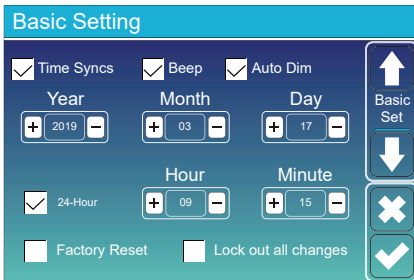 Basic Setting
Time Syncs Beep Auto Dim
Year Month Day
+ 2019 − + 03 − + 17 −
Basic
Set
Hour Minute
24-Hour + 09 − + 15 −
Factory Reset Lock out all changes